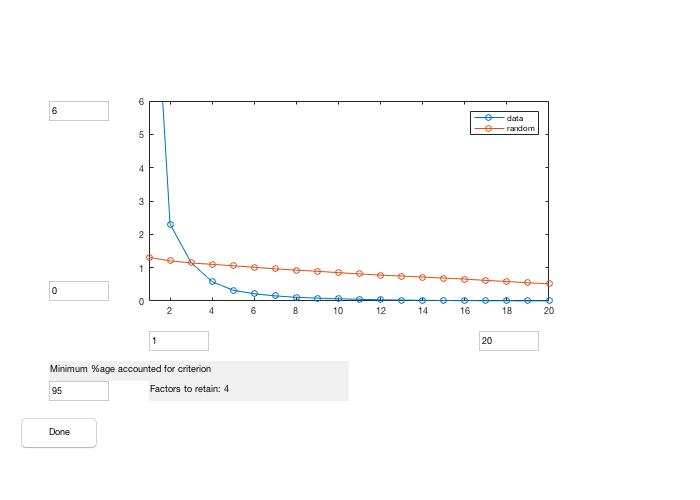 6
6
5
4
3
2
1
0
data
random
0
2 4 6 8 10 12 14 16 18 20
1
20
Minimum %age accounted for criterion
95
Factors to retain: 4
Done